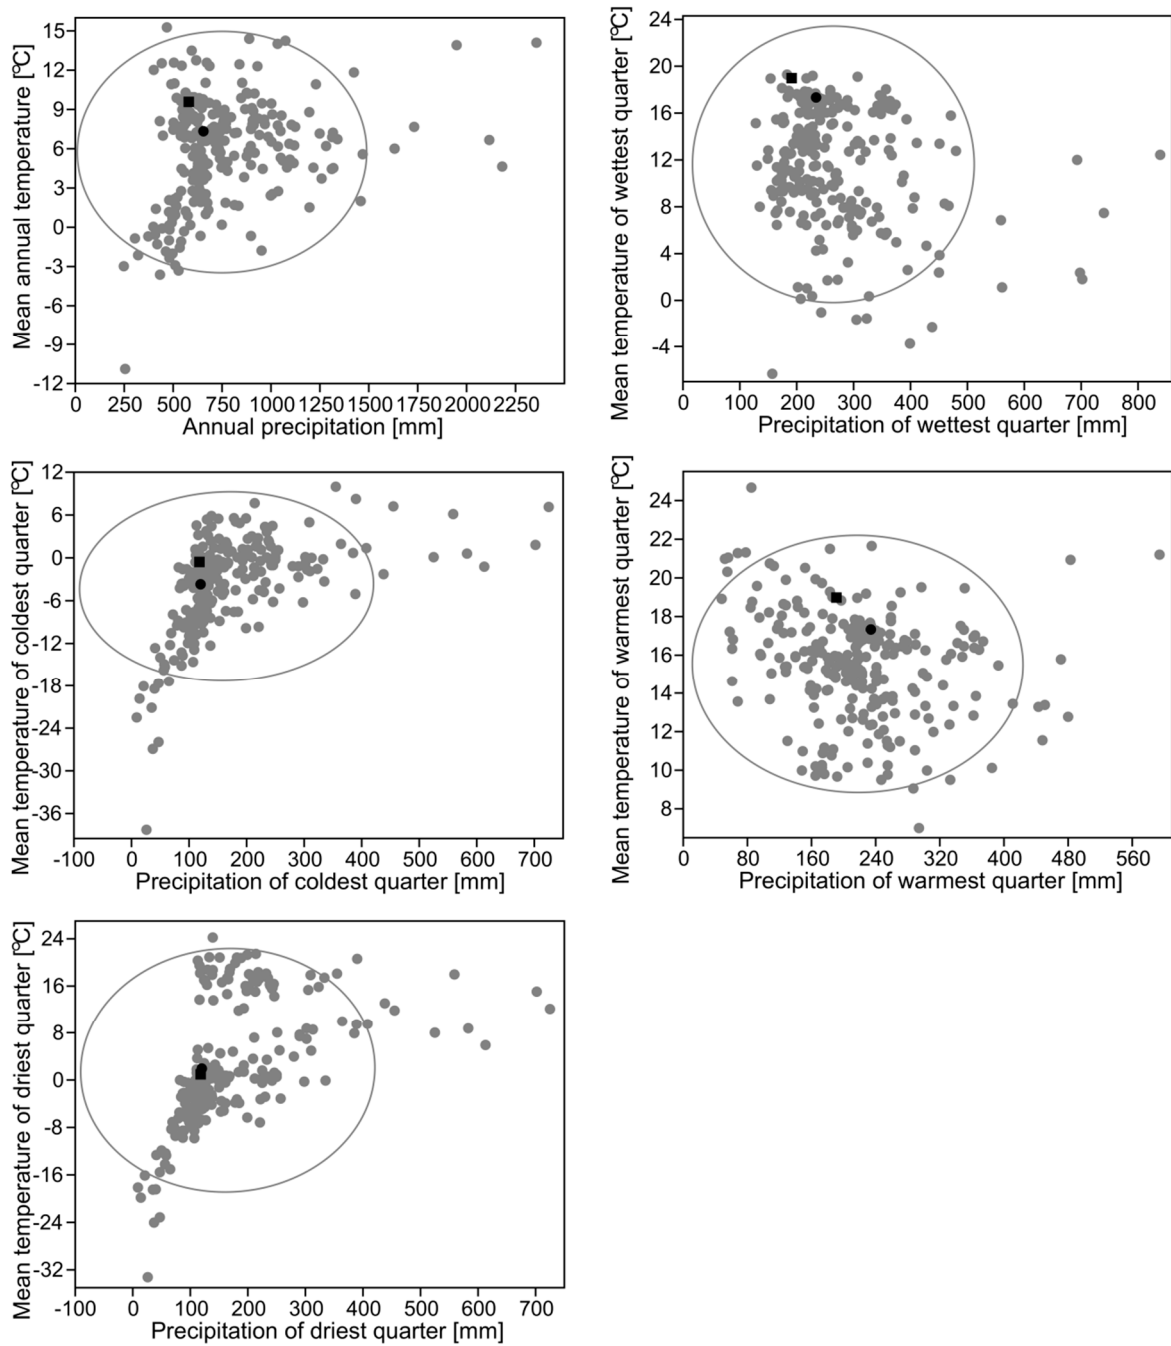 Mean annual temperature [ºC]
15
12
9
6
3
0
-3
-6
-9
-12
0 250 500 750 1000 1250 1500 1750 2000 2250
Annual precipitation [mm]
Mean temperature of wettest quarter [ºC]
24
20
16
12
8
4
0
-4
0 100 200 300 400 500 600 700 800
Precipitation of wettest quarter [mm]
Mean temperature of coldest quarter [ºC]
12
6
0
-6
-12
-18
-24
-30
-36
-100 0 100 200 300 400 500 600 700
Precipitation of coldest quarter [mm]
Mean temperature of warmest quarter [ºC]
24
22
20
18
16
14
12
10
8
0 80 160 240 320 400 480 560
Precipitation of warmest quarter [mm]
Mean temperature of driest quarter [ºC]
24
16
8
0
-8
-16
-24
-32
-100 0 100 200 300 400 500 600 700
Precipitation of driest quarter [mm]